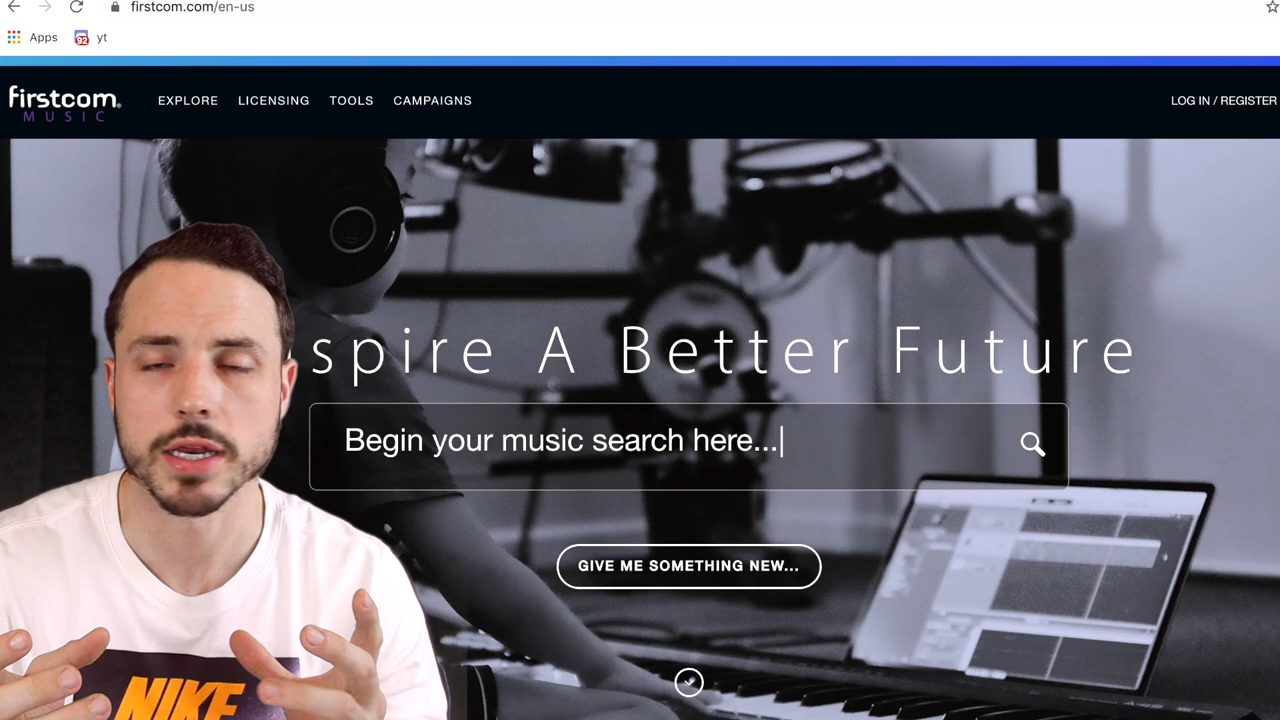 firstcom.com/en-us
Apps
92
yt
firstcom®
MUSIC
EXPLORE LICENSING TOOLS CAMPAIGNS
LOG IN / REGISTER
spire A Better Future
Begin your music search here...
GIVE ME SOMETHING NEW...
NIKE